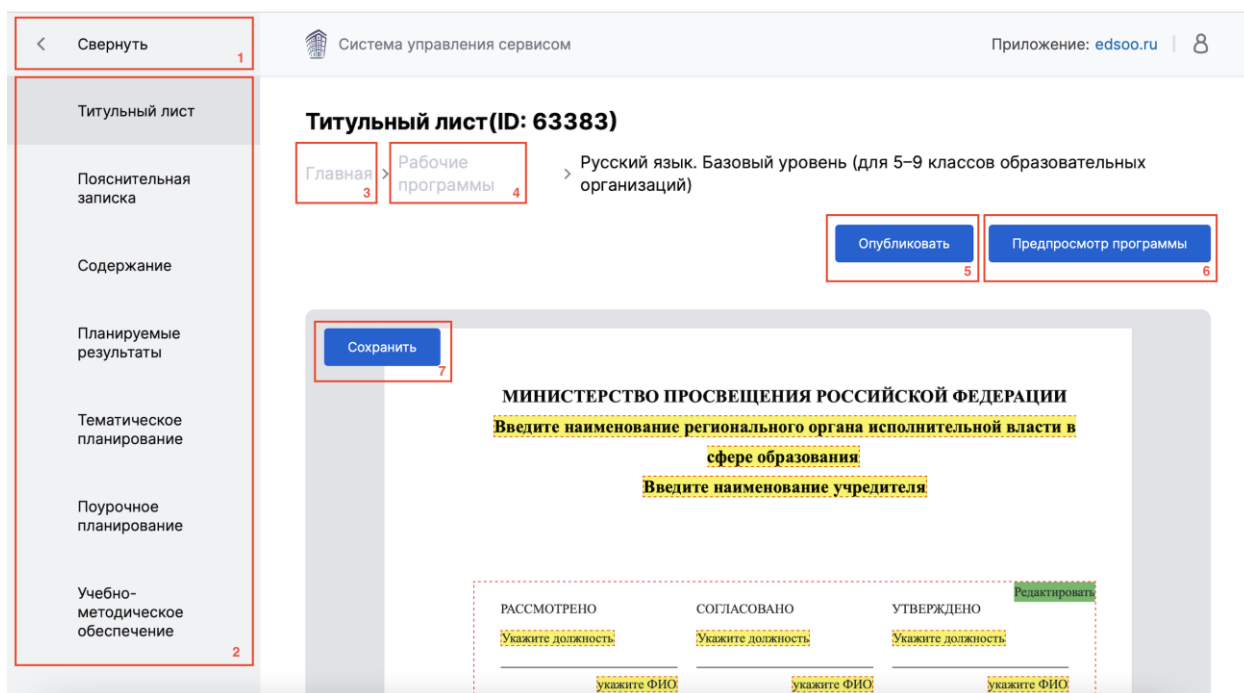 Свернуть
1
Система управления сервисом
Приложение: edsoo.ru
Титульный лист
Пояснительная
записка
Содержание
Планируемые
результаты
Тематическое
планирование
Поурочное
планирование
Учебно-
методическое
обеспечение
2
Титульный лист(ID: 63383)
Главная
3
Рабочие
программы
4
Русский язык. Базовый уровень (для 5–9 классов образовательных
организаций)
Опубликовать
5
Предпросмотр программы
6
Сохранить
7
МИНИСТЕРСТВО ПРОСВЕЩЕНИЯ РОССИЙСКОЙ ФЕДЕРАЦИИ
Введите наименование регионального органа исполнительной власти в
сфере образования
Введите наименование учредителя
Редактировать
РАССМОТРЕНО СОГЛАСОВАНО УТВЕРЖДЕНО
Укажите должность Укажите должность Укажите должность
укажите ФИО укажите ФИО укажите ФИО